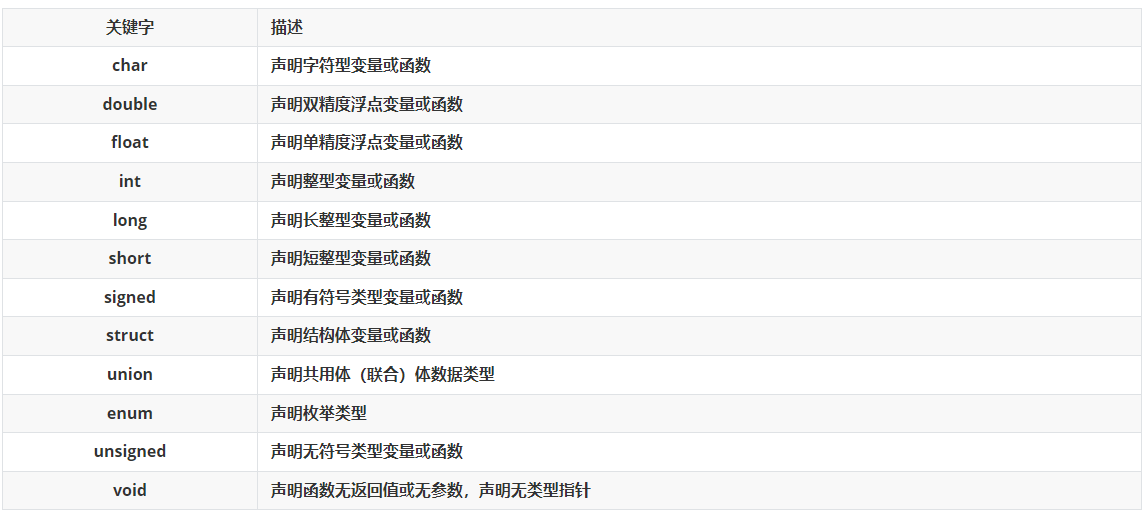 关键字 描述
char 声明字符型变量或函数
double 声明双精度浮点变量或函数
float 声明单精度浮点变量或函数
int 声明整型变量或函数
long 声明长整型变量或函数
short 声明短整型变量或函数
signed 声明有符号类型变量或函数
struct 声明结构体变量或函数
union 声明共用体（联合）体数据类型
enum 声明枚举类型
unsigned 声明无符号类型变量或函数
void 声明函数无返回值或无参数，声明无类型指针